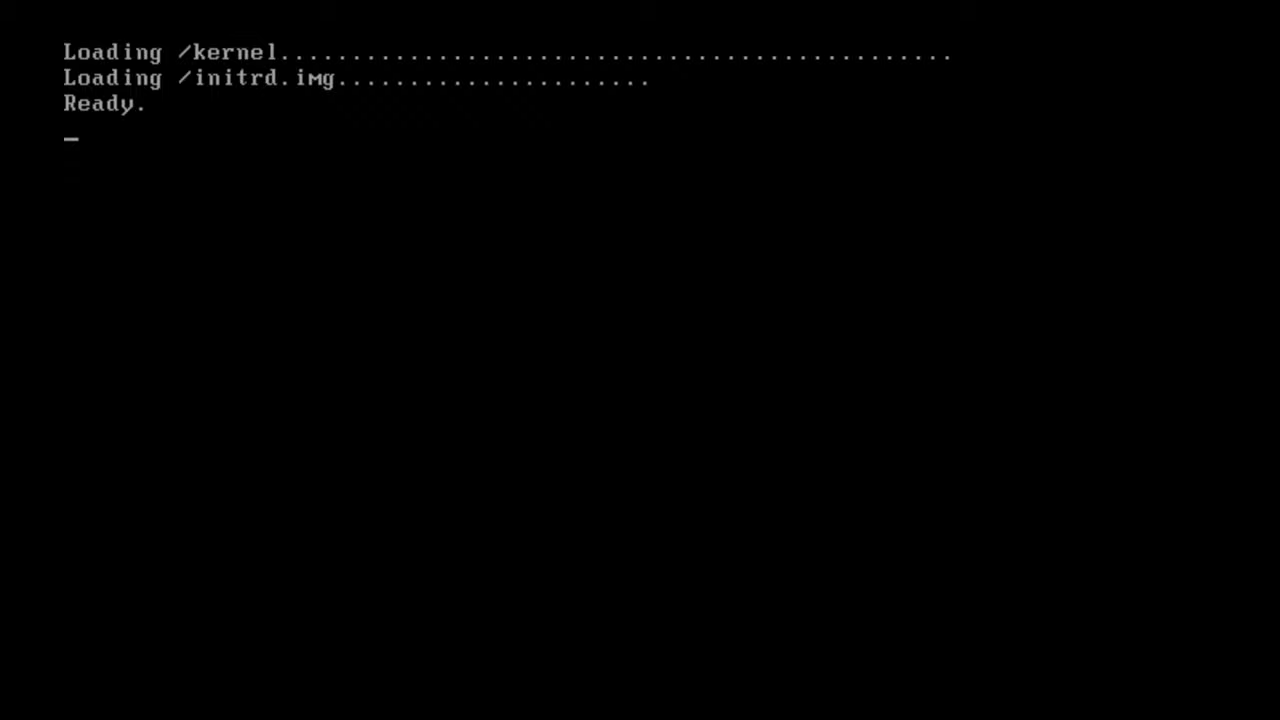 Loading /kernel...............................................
Loading /initrd.img......................
Ready.
_